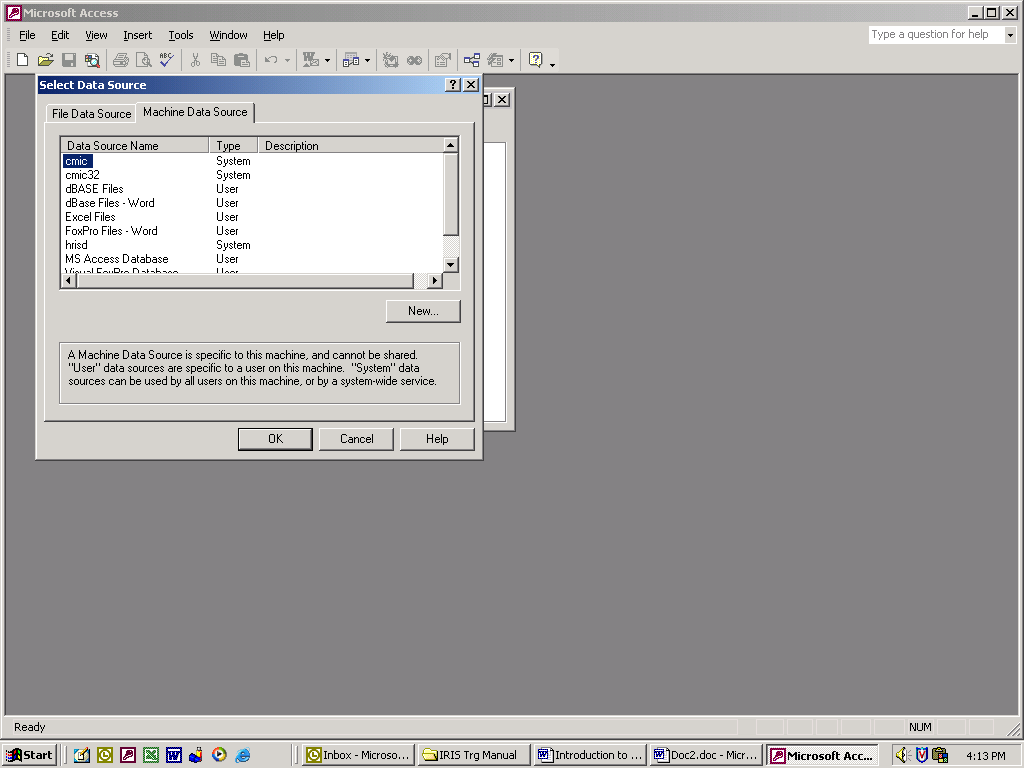 Microsoft Access
File Edit View Insert Tools Window Help
Type a question for help
ABC
Select Data Source
File Data Source Machine Data Source
Data Source Name Type Description
cmic System
cmic32 System
dBASE Files User
dBase Files - Word User
Excel Files User
FoxPro Files - Word User
hrisd System
MS Access Database User
Visual FoxPro Database User
New...
A Machine Data Source is specific to this machine, and cannot be shared.
"User" data sources are specific to a user on this machine. "System" data
sources can be used by all users on this machine, or by a system-wide service.
OK Cancel Help
Ready NUM
Start Inbox - Microso... IRIS Trg Manual Introduction to ... Doc2.doc - Micr... Microsoft Acc... 4:13 PM